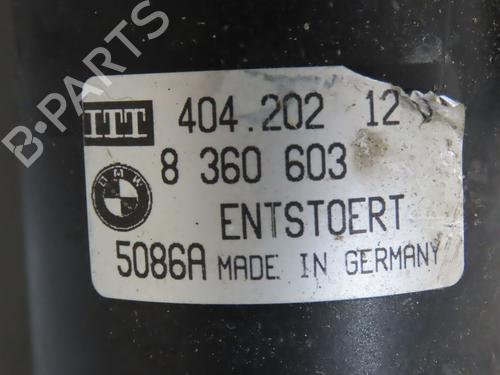 B-PARTS
ITT 404.202 12
BMW 8 360 603
ENTSTOERT
5086A MADE IN GERMANY